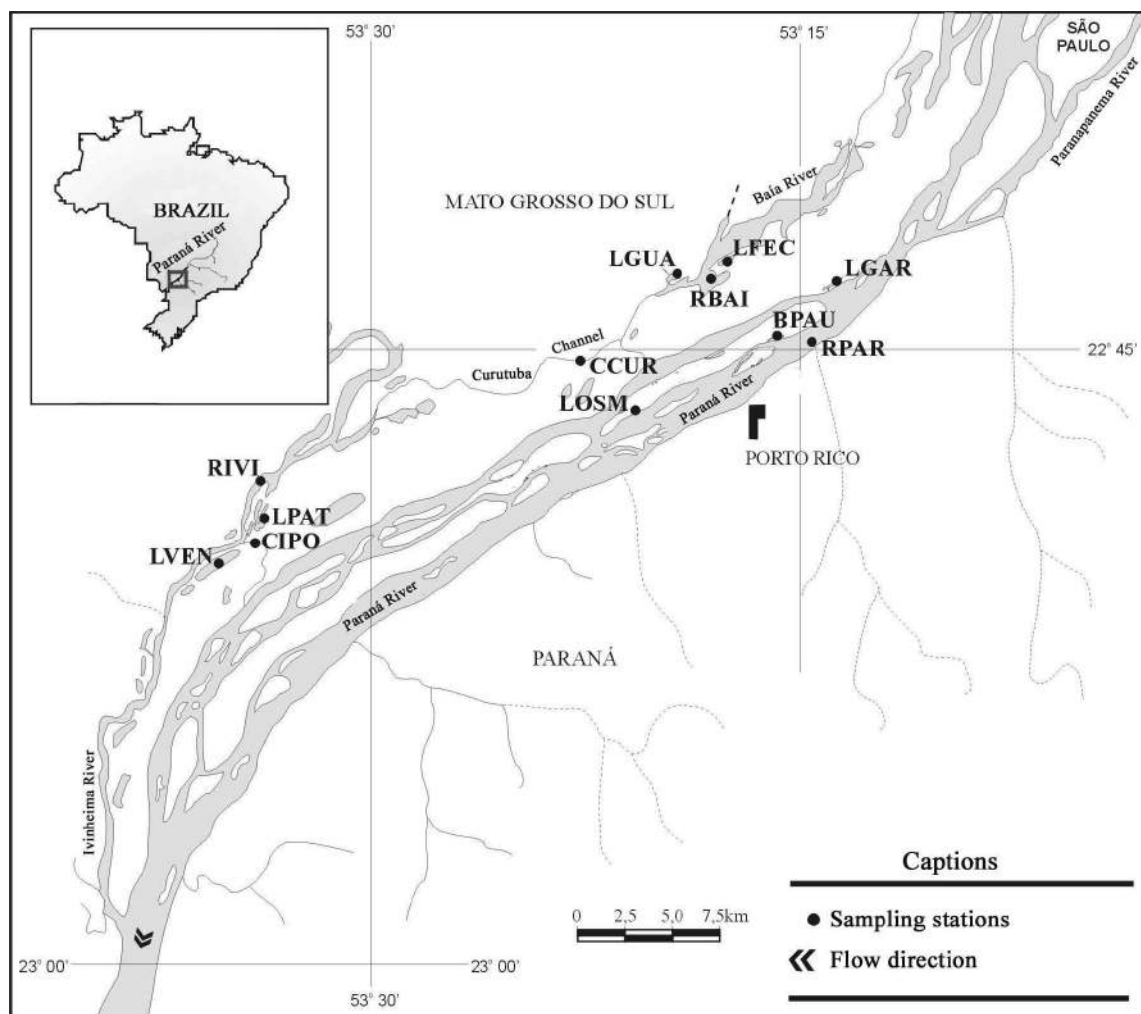 53° 30'
53° 15'
SÃO
PAULO
Paranapanema River
BRAZIL
Paraná River
MATO GROSSO DO SUL
Baía River
LGUA
LFEC
RBAI
LGAR
BPAU
RPAR
22° 45'
Channel
Curutuba
CCUR
LOSM
Paraná River
PORTO RICO
RIVI
LPAT
CIPO
LVEN
Paraná River
PARANÁ
Ivinheima River
Captions
Sampling stations
Flow direction
0 2,5 5,0 7,5km
23° 00'
23° 00'
53° 30'